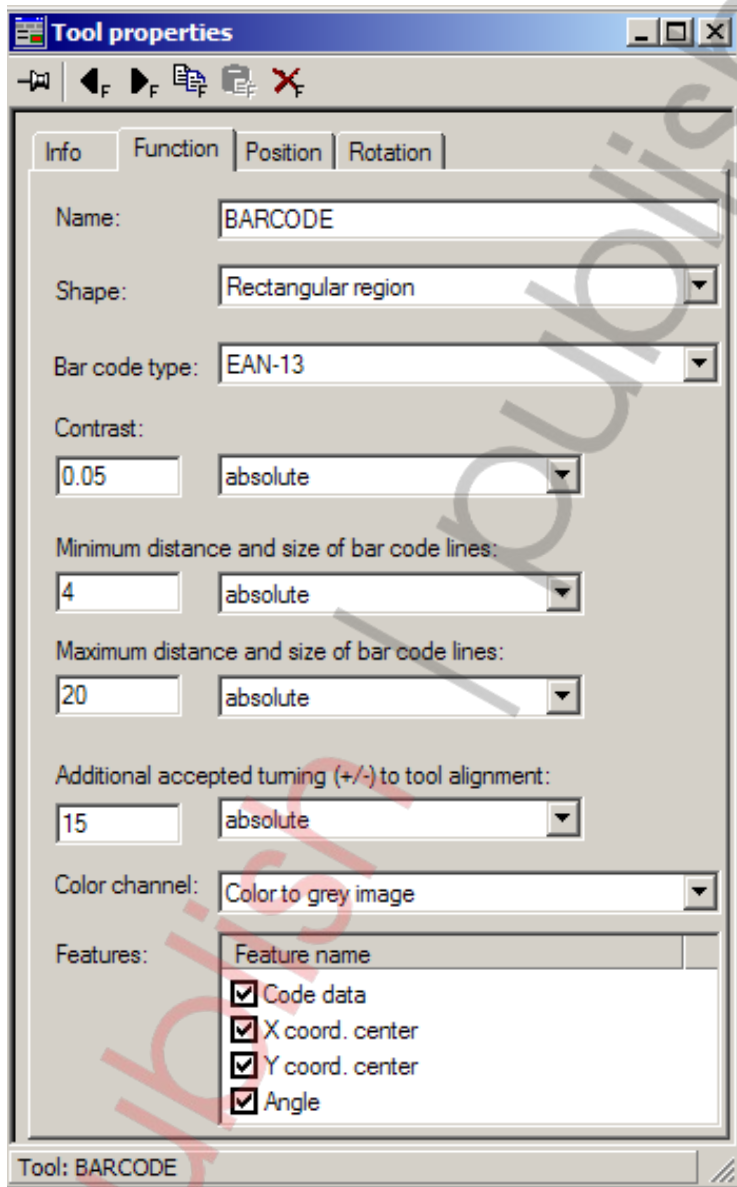 Tool properties
F F F F F
Info Function Position Rotation
Name: BARCODE
Shape: Rectangular region
Bar code type: EAN-13
Contrast:
0.05 absolute
Minimum distance and size of bar code lines:
4 absolute
Maximum distance and size of bar code lines:
20 absolute
Additional accepted turning (+/-) to tool alignment:
15 absolute
Color channel: Color to grey image
Features: Feature name
Code data
X coord. center
Y coord. center
Angle
Tool: BARCODE
| publish
ublish